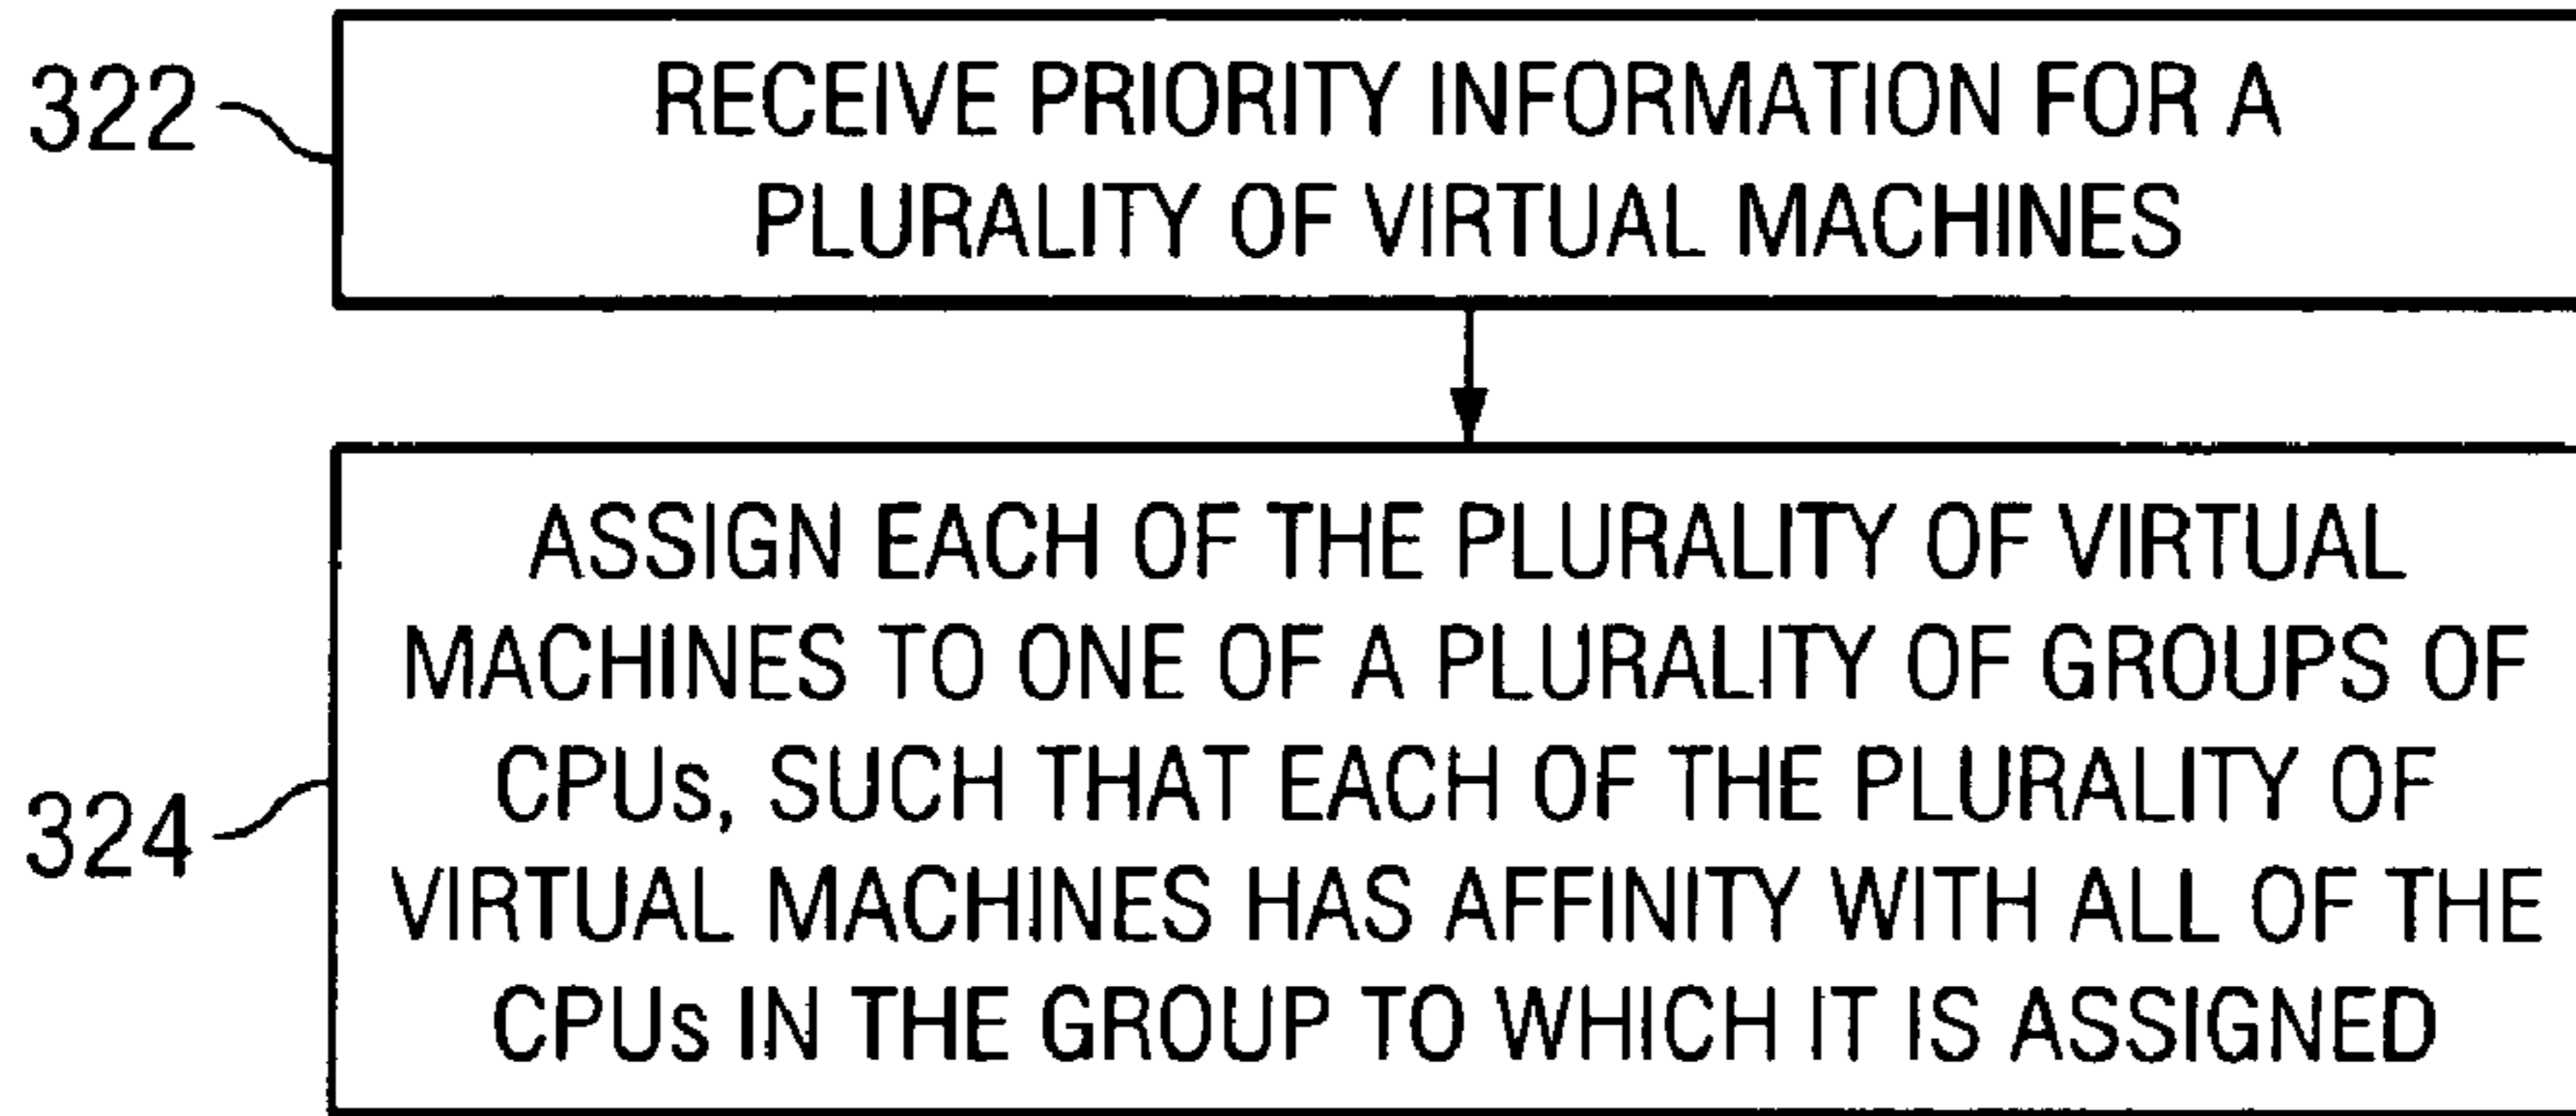 322
RECEIVE PRIORITY INFORMATION FOR A
PLURALITY OF VIRTUAL MACHINES
324
ASSIGN EACH OF THE PLURALITY OF VIRTUAL
MACHINES TO ONE OF A PLURALITY OF GROUPS OF
CPUs, SUCH THAT EACH OF THE PLURALITY OF
VIRTUAL MACHINES HAS AFFINITY WITH ALL OF THE
CPUs IN THE GROUP TO WHICH IT IS ASSIGNED